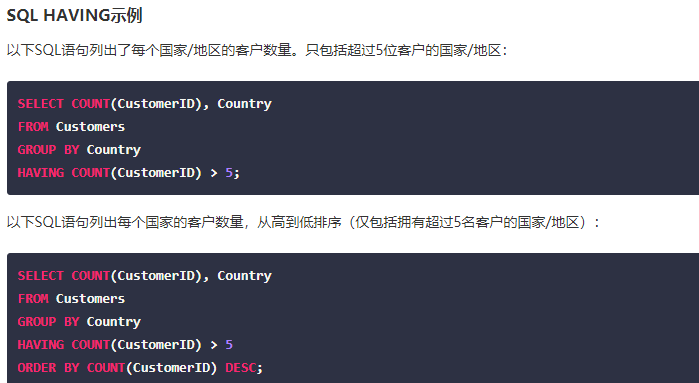 SQL HAVING示例
以下SQL语句列出了每个国家/地区的客户数量。只包括超过5位客户的国家/地区：
SELECT COUNT(CustomerID), Country
FROM Customers
GROUP BY Country
HAVING COUNT(CustomerID) > 5;
以下SQL语句列出每个国家的客户数量，从高到低排序（仅包括拥有超过5名客户的国家/地区）：
SELECT COUNT(CustomerID), Country
FROM Customers
GROUP BY Country
HAVING COUNT(CustomerID) > 5
ORDER BY COUNT(CustomerID) DESC;